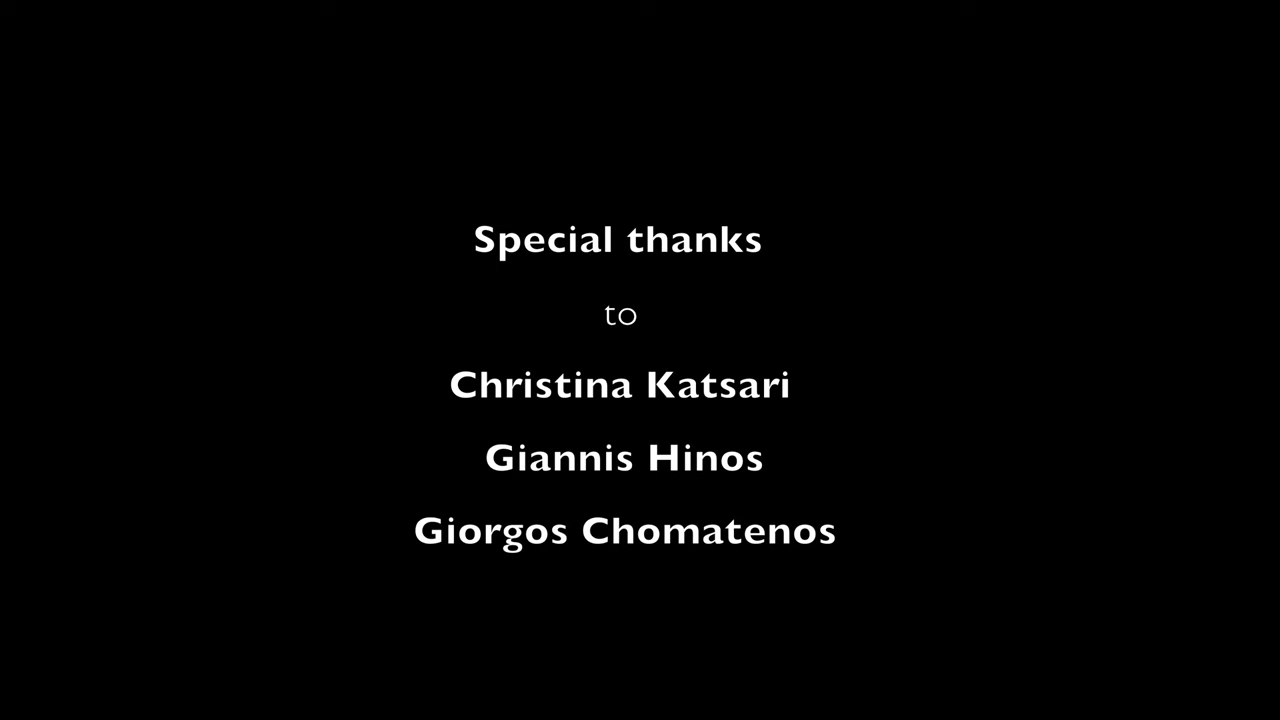 Special thanks
to
Christina Katsari
Giannis Hinos
Giorgos Chomatenos